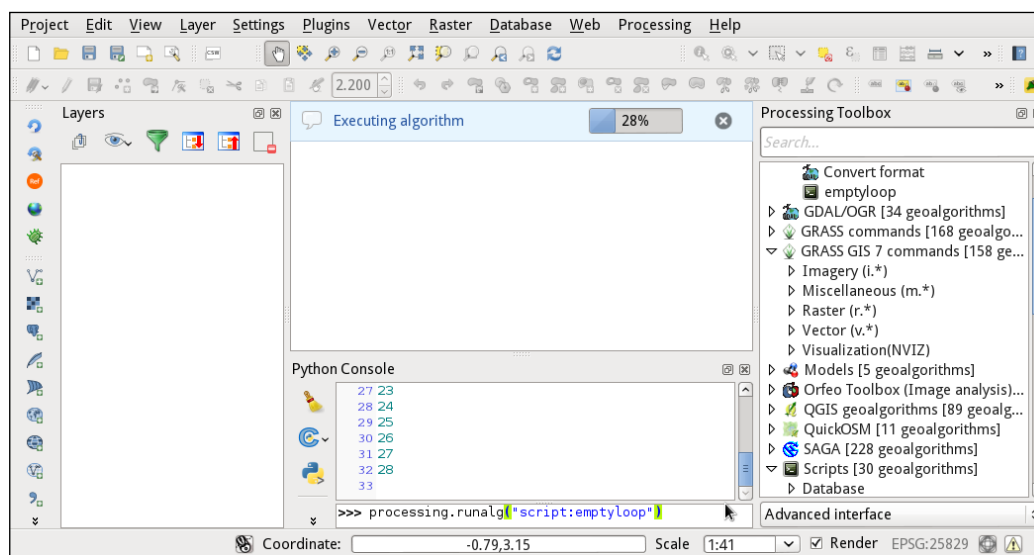 Project Edit View Layer Settings Plugins Vector Raster Database Web Processing Help
CSW
2.200
Layers
Executing algorithm 28%
Processing Toolbox
Search...
Ref
Convert format
emptyloop
GDAL/OGR [34 geoalgorithms]
GRASS commands [168 geoalgo...
GRASS GIS 7 commands [158 ge...
Imagery (i.*)
Miscellaneous (m.*)
Raster (r.*)
Vector (v.*)
Visualization(NVIZ)
Models [5 geoalgorithms]
Orfeo Toolbox (Image analysis)...
QGIS geoalgorithms [89 geoalg...
QuickOSM [11 geoalgorithms]
SAGA [228 geoalgorithms]
Scripts [30 geoalgorithms]
Database
Advanced interface
Python Console
27 23
28 24
29 25
30 26
31 27
32 28
33
>>> processing.runalg("script:emptyloop")
Coordinate: -0.79,3.15 Scale 1:41 Render EPSG:25829